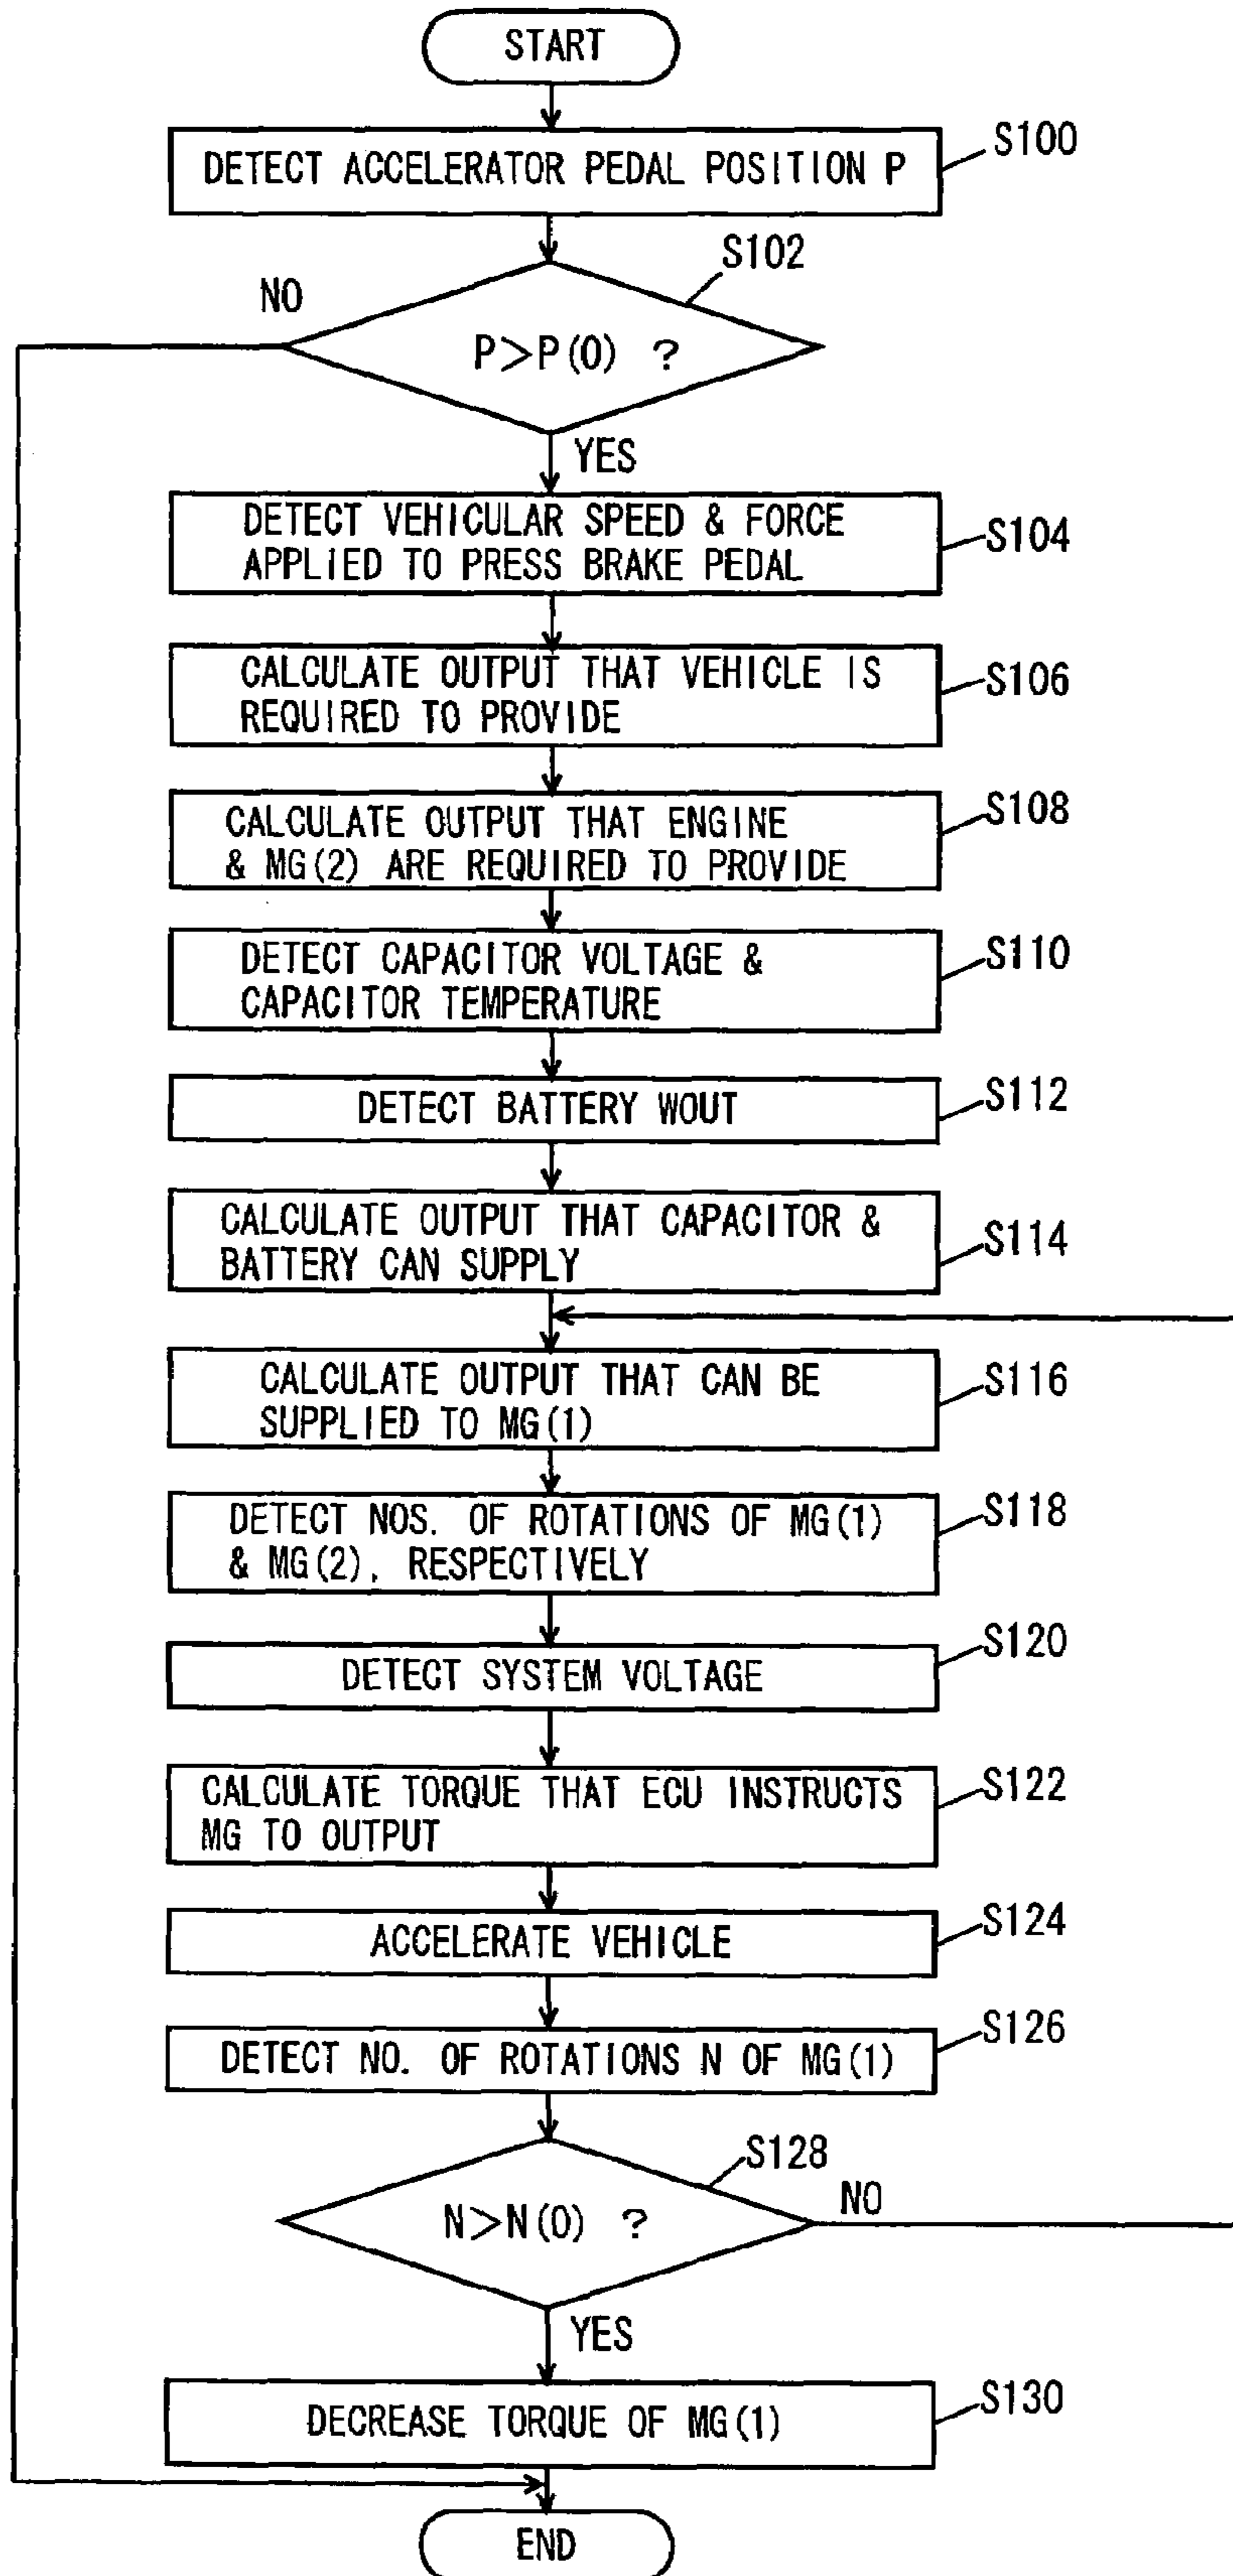 START
DETECT ACCELERATOR PEDAL POSITION P
S100
S102
NO
P>P(0) ?
YES
DETECT VEHICULAR SPEED & FORCE
APPLIED TO PRESS BRAKE PEDAL
S104
CALCULATE OUTPUT THAT VEHICLE IS
REQUIRED TO PROVIDE
S106
CALCULATE OUTPUT THAT ENGINE
& MG(2) ARE REQUIRED TO PROVIDE
S108
DETECT CAPACITOR VOLTAGE &
CAPACITOR TEMPERATURE
S110
DETECT BATTERY WOUT
S112
CALCULATE OUTPUT THAT CAPACITOR &
BATTERY CAN SUPPLY
S114
CALCULATE OUTPUT THAT CAN BE
SUPPLIED TO MG(1)
S116
DETECT NOS. OF ROTATIONS OF MG(1)
& MG(2), RESPECTIVELY
S118
DETECT SYSTEM VOLTAGE
S120
CALCULATE TORQUE THAT ECU INSTRUCTS
MG TO OUTPUT
S122
ACCELERATE VEHICLE
S124
DETECT NO. OF ROTATIONS N OF MG(1)
S126
S128
N>N(0) ?
NO
YES
DECREASE TORQUE OF MG(1)
S130
END